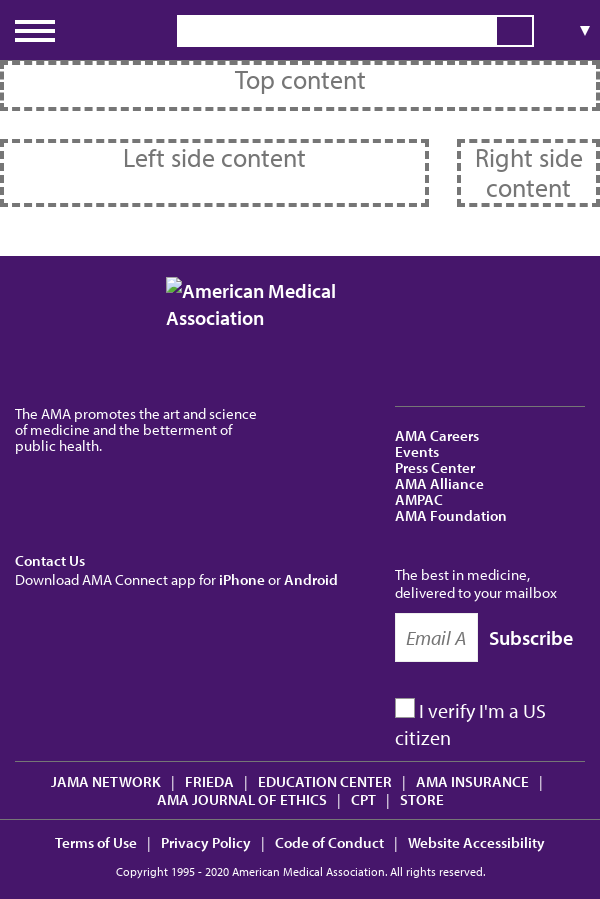 ▼
Top content
Left side content
Right side
content
American Medical
Association
The AMA promotes the art and science
of medicine and the betterment of
public health.
AMA Careers
Events
Press Center
AMA Alliance
AMPAC
AMA Foundation
Contact Us
Download AMA Connect app for iPhone or Android
The best in medicine,
delivered to your mailbox
Email A
Subscribe
I verify I'm a US
citizen
JAMA NETWORK | FRIEDA | EDUCATION CENTER | AMA INSURANCE |
AMA JOURNAL OF ETHICS | CPT | STORE
Terms of Use | Privacy Policy | Code of Conduct | Website Accessibility
Copyright 1995 - 2020 American Medical Association. All rights reserved.